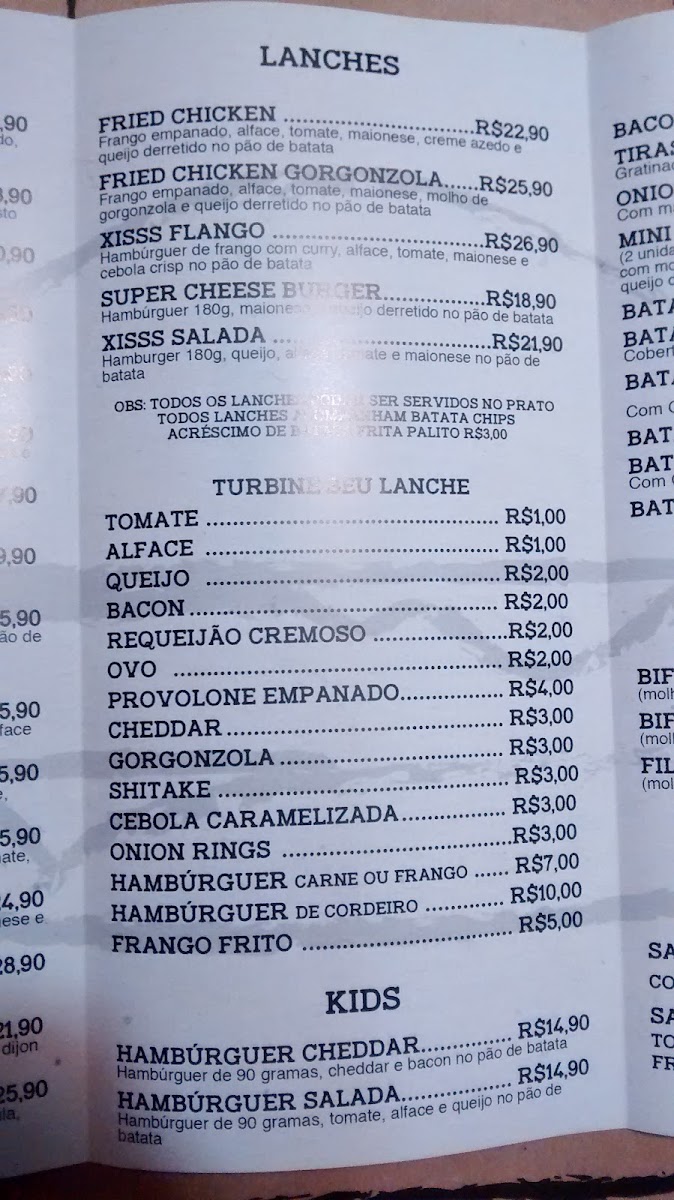 LANCHES
FRIED CHICKEN ..............................R$22,90
Frango empanado, alface, tomate, maionese, creme azedo e
queijo derretido no pão de batata
FRIED CHICKEN GORGONZOLA......R$25,90
Frango empanado, alface, tomate, maionese, molho de
gorgonzola e queijo derretido no pão de batata
XISSS FLANGO ................................R$26,90
Hambúrguer de frango com curry, alface, tomate, maionese e
cebola crisp no pão de batata
SUPER CHEESE BURGER................R$18,90
Hambúrguer 180g, maionese queijo derretido no pão de batata
XISSS SALADA .................................R$21,90
Hamburger 180g, queijo, alface, tomate e maionese no pão de
batata
OBS: TODOS OS LANCHES PODEM SER SERVIDOS NO PRATO
TODOS LANCHES ACOMPANHAM BATATA CHIPS
ACRÉSCIMO DE BATATA FRITA PALITO R$3,00
TURBINE SEU LANCHE
TOMATE ............................................ R$1,00
ALFACE ............................................ R$1,00
QUEIJO ............................................ R$2,00
BACON .............................................. R$2,00
REQUEIJÃO CREMOSO ....................R$2,00
OVO ................................................. R$2,00
PROVOLONE EMPANADO................ R$4,00
CHEDDAR ......................................... R$3,00
GORGONZOLA ................................. R$3,00
SHITAKE ........................................... R$3,00
CEBOLA CARAMELIZADA................ R$3,00
ONION RINGS ..................................R$3,00
HAMBÚRGUER CARNE OU FRANGO ...... R$7,00
HAMBÚRGUER DE CORDEIRO ............ R$10,00
FRANGO FRITO ................................ R$5,00
KIDS
HAMBÚRGUER CHEDDAR.............. R$14,90
Hambúrguer de 90 gramas, cheddar e bacon no pão de batata
HAMBÚRGUER SALADA................. R$14,90
Hambúrguer de 90 gramas, tomate, alface e queijo no pão de
batata